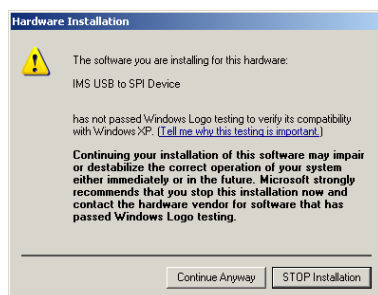 Hardware Installation
The software you are installing for this hardware:
IMS USB to SPI Device
has not passed Windows Logo testing to verify its compatibility
with Windows XP. (Tell me why this testing is important.)
Continuing your installation of this software may impair
or destabilize the correct operation of your system
either immediately or in the future. Microsoft strongly
recommends that you stop this installation now and
contact the hardware vendor for software that has
passed Windows Logo testing.
Continue Anyway
STOP Installation